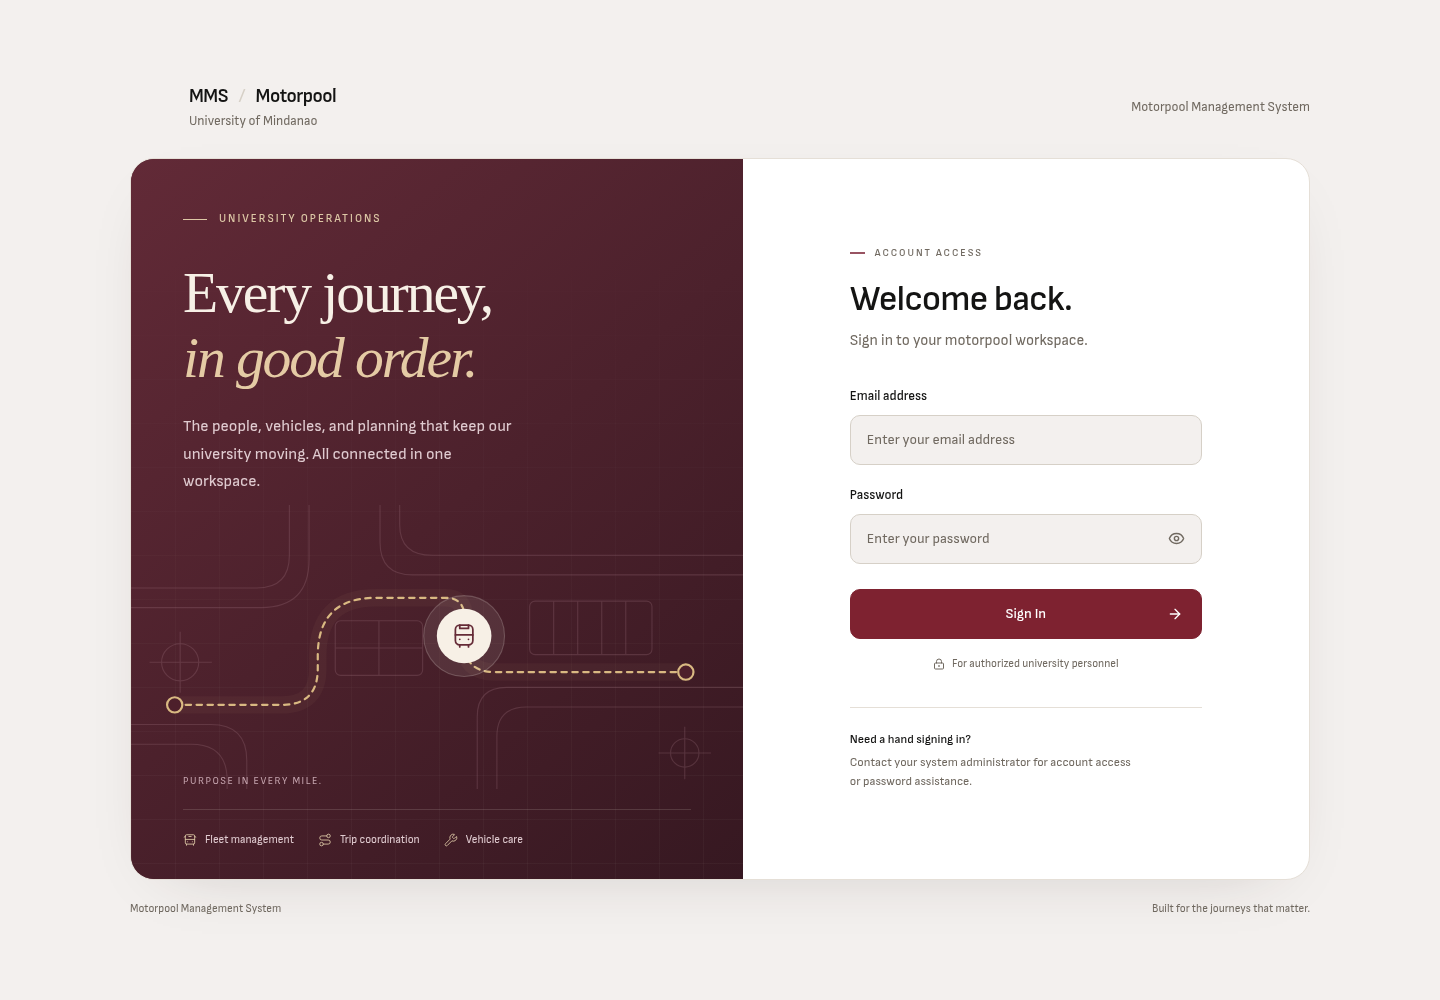 MMS / Motorpool
University of Mindanao
Motorpool Management System
UNIVERSITY OPERATIONS
Every journey,
in good order.
The people, vehicles, and planning that keep our
university moving. All connected in one
workspace.
PURPOSE IN EVERY MILE.
Fleet management
Trip coordination
Vehicle care
ACCOUNT ACCESS
Welcome back.
Sign in to your motorpool workspace.
Email address
Enter your email address
Password
Enter your password
Sign In
For authorized university personnel
Need a hand signing in?
Contact your system administrator for account access
or password assistance.
Motorpool Management System
Built for the journeys that matter.